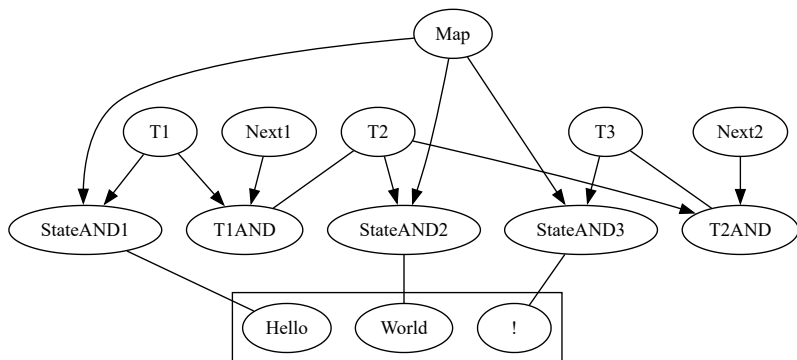 Map
T1
Next1
T2
T3
Next2
StateAND1
T1AND
StateAND2
StateAND3
T2AND
Hello
World
!